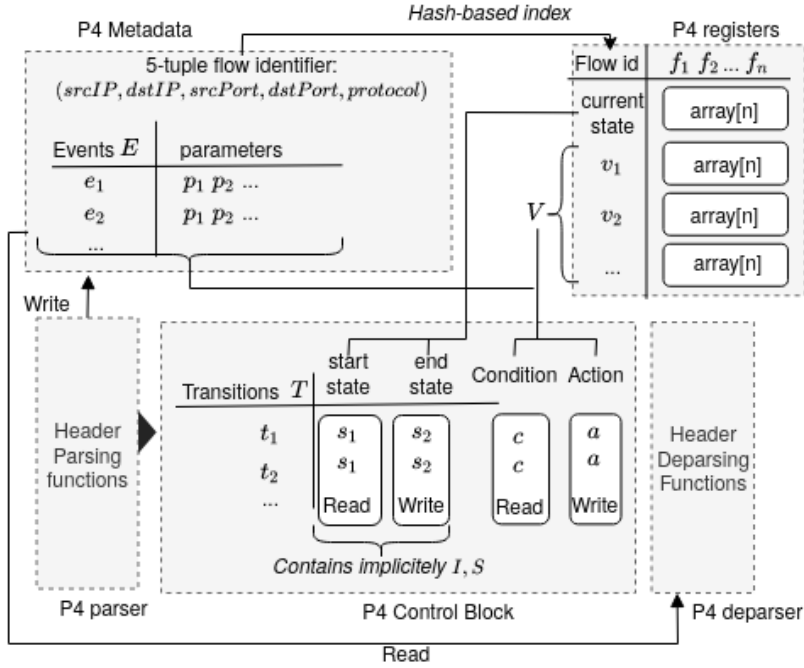 Hash-based index
P4 Metadata
P4 registers
5-tuple flow identifier:
(srcIP, dstIP, srcPort, dstPort, protocol)
Events E parameters
e₁ p₁ p₂ ...
e₂ p₁ p₂ ...
...
Flow id f₁ f₂ ... fₙ
current
state
array[n]
v₁ array[n]
V
v₂ array[n]
... array[n]
Write
Header
Parsing
functions
P4 parser
Transitions T
start
state
end
state
Condition
Action
t₁ s₁ s₂ c a
t₂ s₁ s₂ c a
... Read Write Read Write
Contains implicitely I, S
P4 Control Block
Header
Deparsing
Functions
P4 deparser
Read